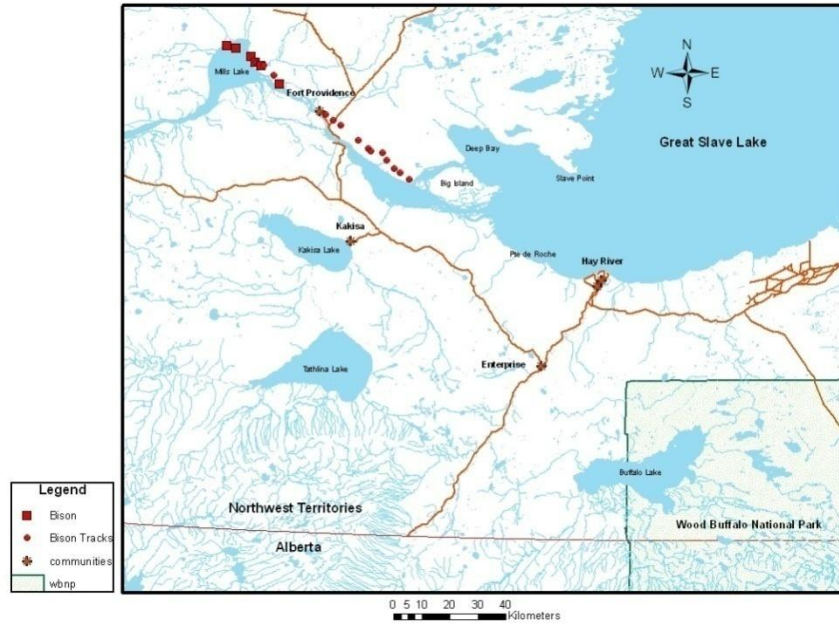 Mills Lake
Fort Providence
N
W E
S
Great Slave Lake
Deep Bay
Slave Point
Big Island
Kakisa
Kakisa Lake
Pte de Roche
Hay River
Tathlina Lake
Enterprise
Buffalo Lake
Northwest Territories
Wood Buffalo National Park
Alberta
Legend
Bison
Bison Tracks
communities
wbnp
0 5 10 20 30 40
Kilometers